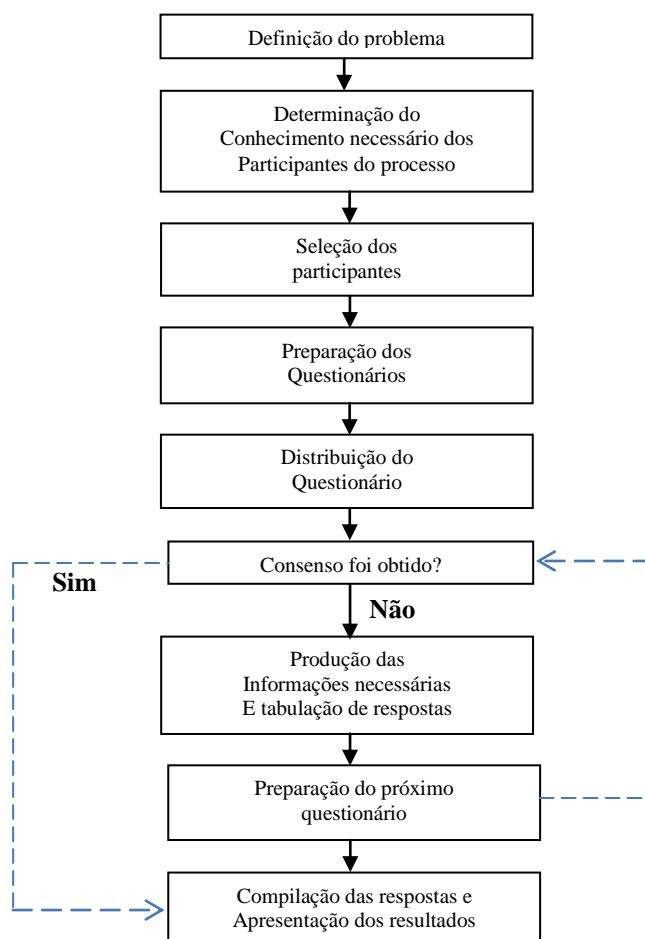 Definição do problema
Determinação do
Conhecimento necessário dos
Participantes do processo
Seleção dos
participantes
Preparação dos
Questionários
Distribuição do
Questionário
Consenso foi obtido?
Sim
Não
Produção das
Informações necessárias
E tabulação de respostas
Preparação do próximo
questionário
Compilação das respostas e
Apresentação dos resultados